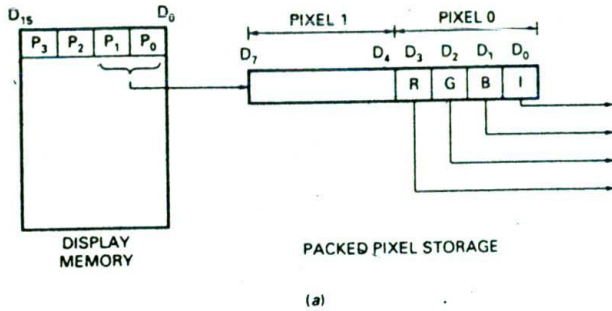 D15 D0 PIXEL 1 PIXEL 0
P3 P2 P1 P0 D7 D4 D3 D2 D1 D0
R G B I
DISPLAY
MEMORY
PACKED PIXEL STORAGE
(a)